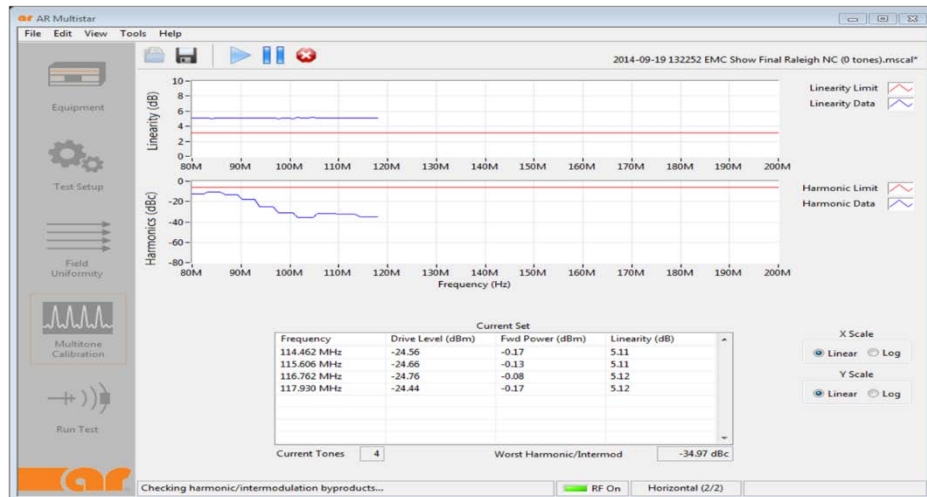 ar AR Multistar
File Edit View Tools Help
2014-09-19 132252 EMC Show Final Raleigh NC (0 tones).mscal*
Equipment
Test Setup
Field
Uniformity
Multitone
Calibration
Run Test
ar
Linearity (dB)
10
8
6
4
2
0
80M 90M 100M 110M 120M 130M 140M 150M 160M 170M 180M 190M 200M
Linearity Limit
Linearity Data
Harmonics (dBc)
0
-20
-40
-60
-80
80M 90M 100M 110M 120M 130M 140M 150M 160M 170M 180M 190M 200M
Frequency (Hz)
Harmonic Limit
Harmonic Data
Current Set
Frequency Drive Level (dBm) Fwd Power (dBm) Linearity (dB)
114.462 MHz -24.56 -0.17 5.11
115.606 MHz -24.66 -0.13 5.11
116.762 MHz -24.76 -0.08 5.12
117.930 MHz -24.44 -0.17 5.12
Current Tones 4 Worst Harmonic/Intermod -34.97 dBc
X Scale
Linear Log
Y Scale
Linear Log
Checking harmonic/intermodulation byproducts... RF On Horizontal (2/2)